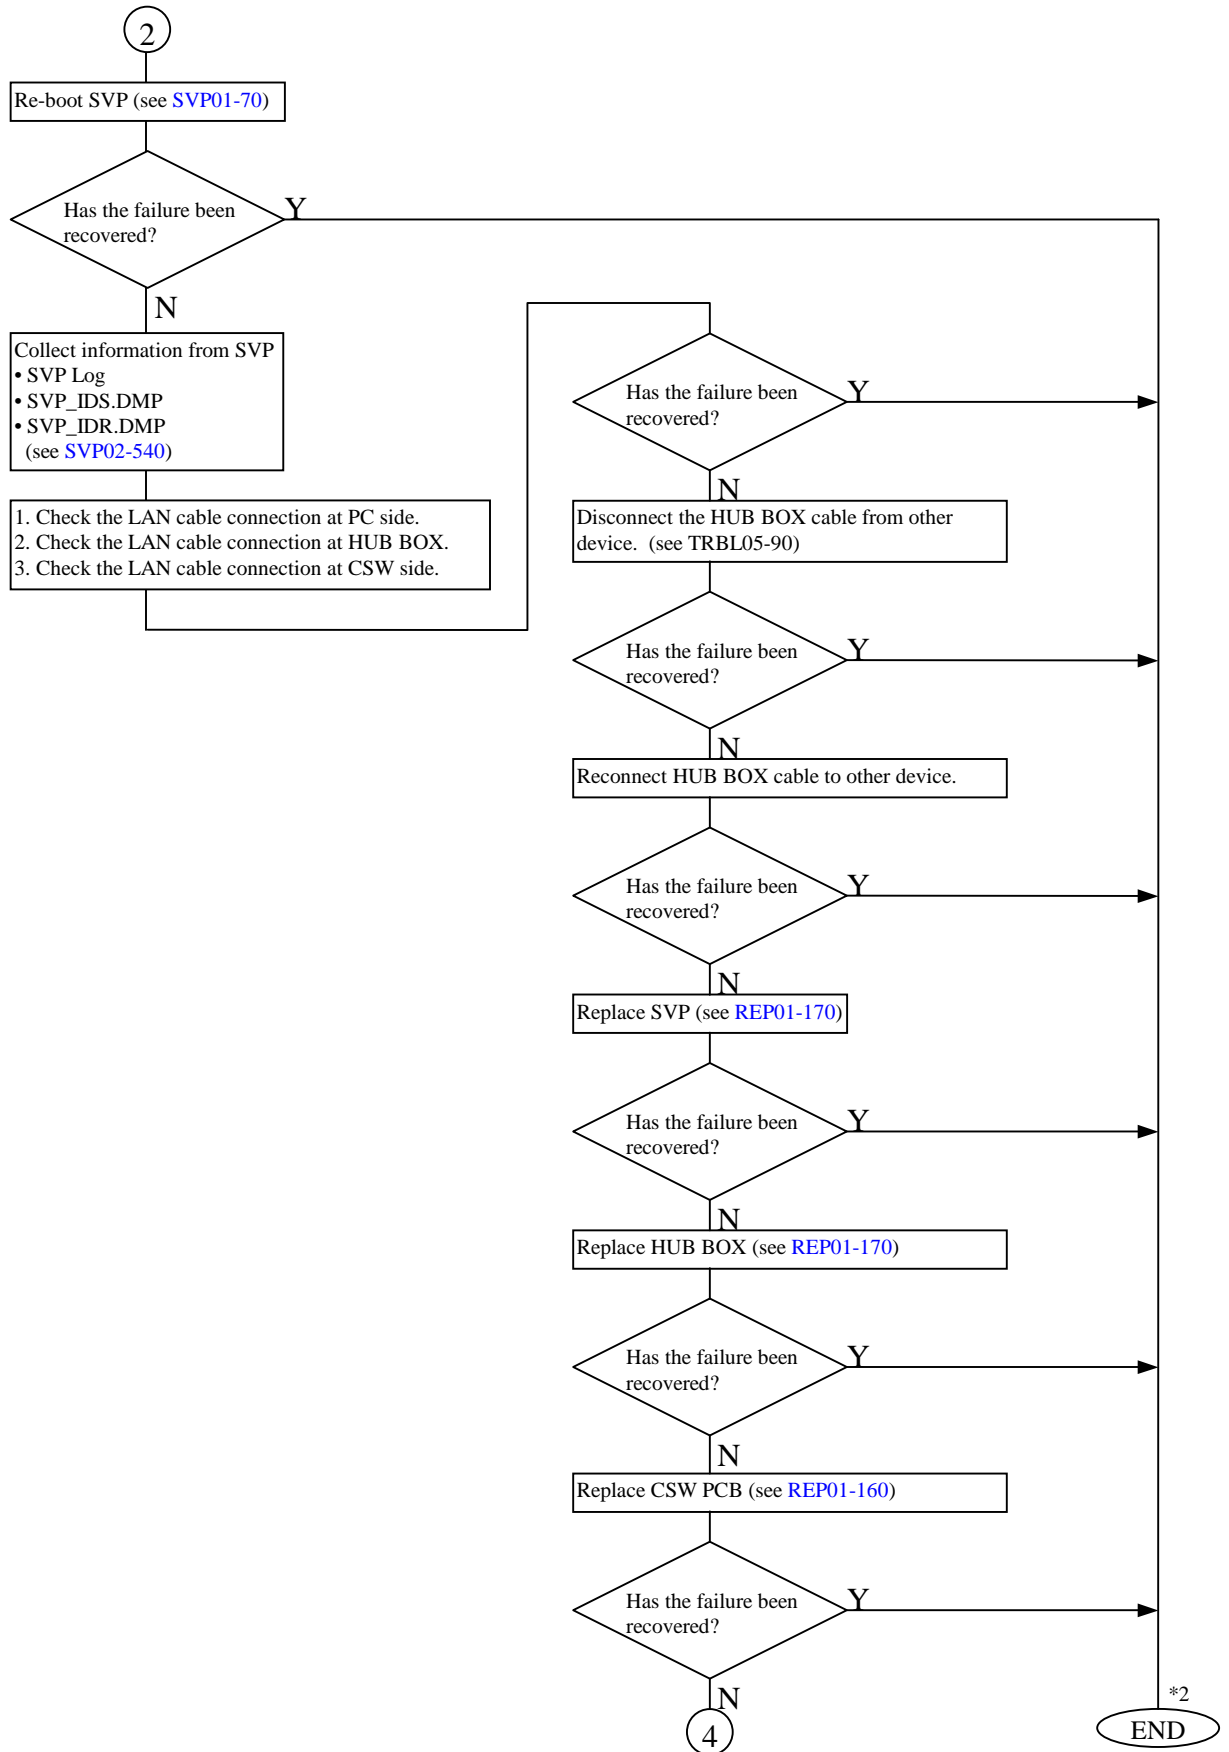 2
Re-boot SVP (see SVP01-70)
Has the failure been
recovered?
Y
N
Collect information from SVP
• SVP Log
• SVP_IDS.DMP
• SVP_IDR.DMP
(see SVP02-540)
1. Check the LAN cable connection at PC side.
2. Check the LAN cable connection at HUB BOX.
3. Check the LAN cable connection at CSW side.
Has the failure been
recovered?
Y
N
Disconnect the HUB BOX cable from other
device. (see TRBL05-90)
Has the failure been
recovered?
Y
N
Reconnect HUB BOX cable to other device.
Has the failure been
recovered?
Y
N
Replace SVP (see REP01-170)
Has the failure been
recovered?
Y
N
Replace HUB BOX (see REP01-170)
Has the failure been
recovered?
Y
N
Replace CSW PCB (see REP01-160)
Has the failure been
recovered?
Y
N
4
*2
END